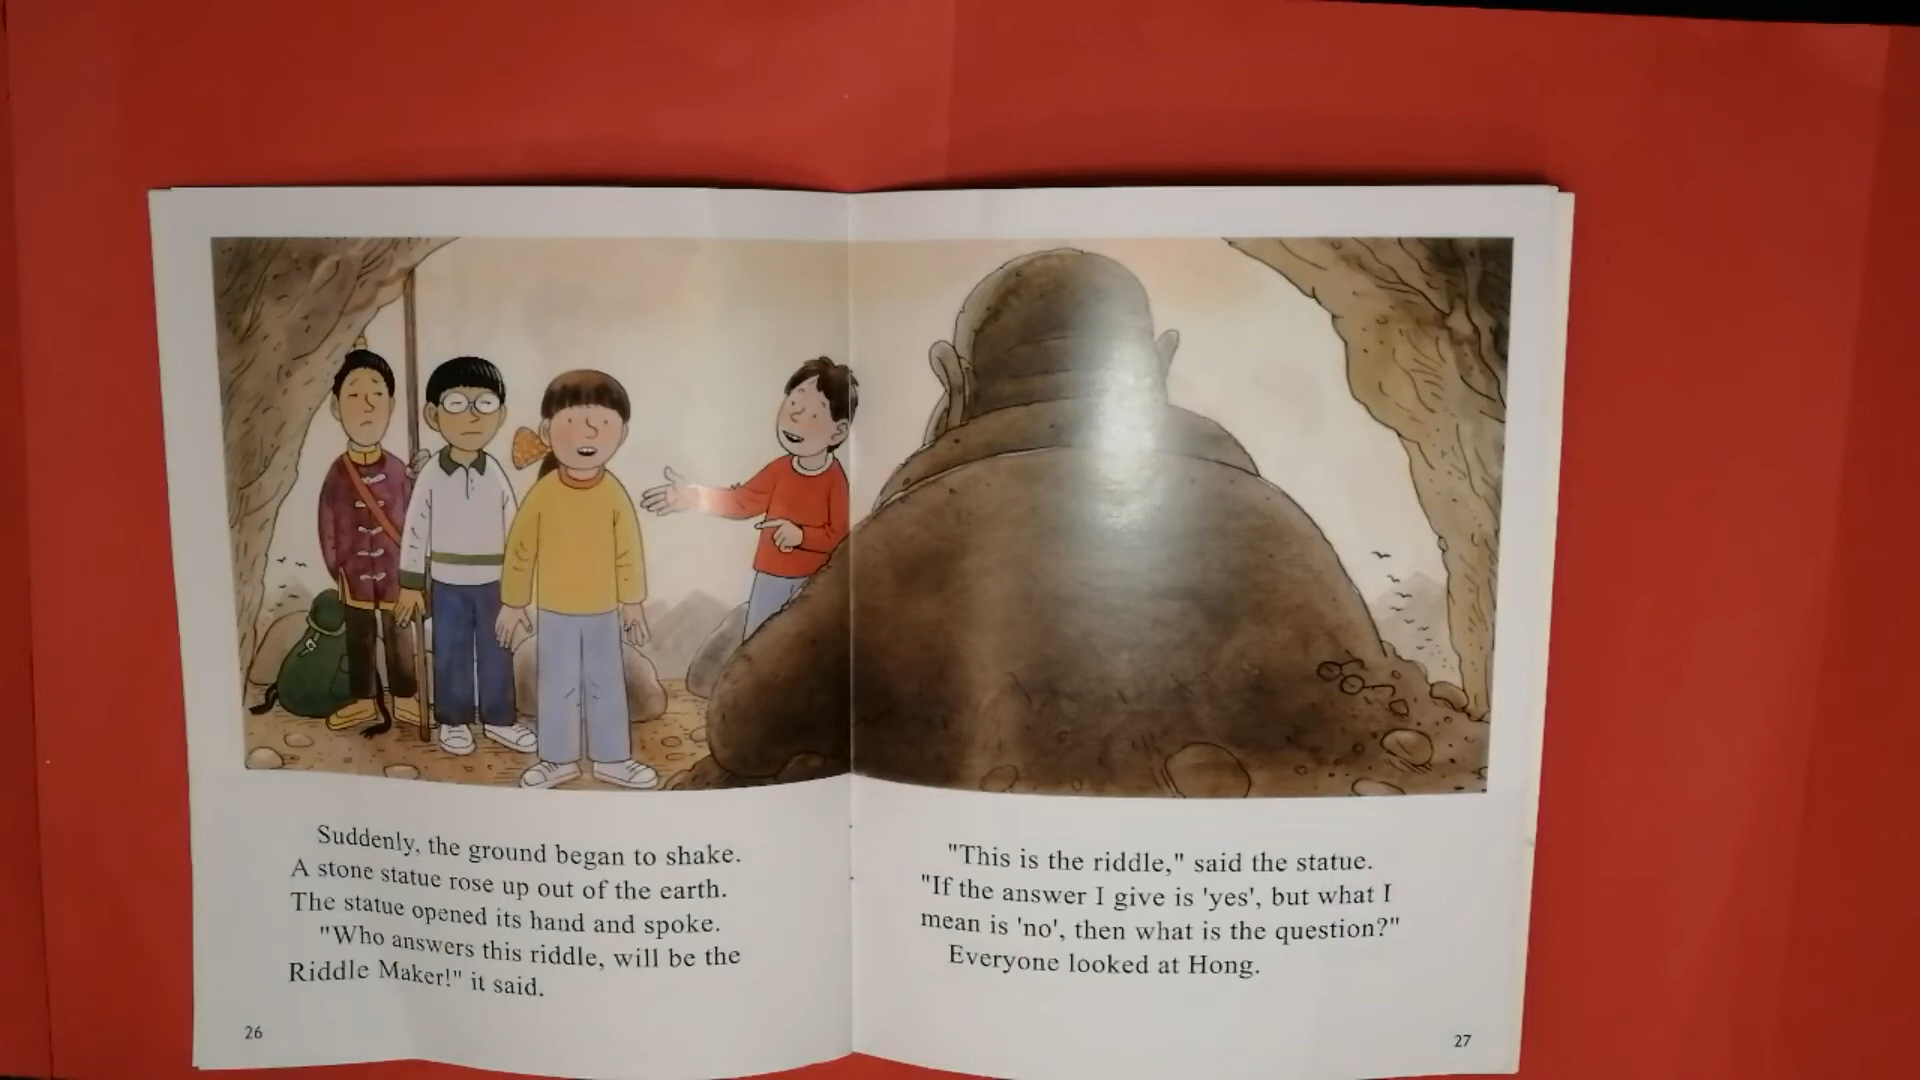 Suddenly, the ground began to shake.
A stone statue rose up out of the earth.
The statue opened its hand and spoke.
"Who answers this riddle, will be the
Riddle Maker!" it said.
26
"This is the riddle," said the statue.
"If the answer I give is 'yes', but what I
mean is 'no', then what is the question?"
Everyone looked at Hong.
27